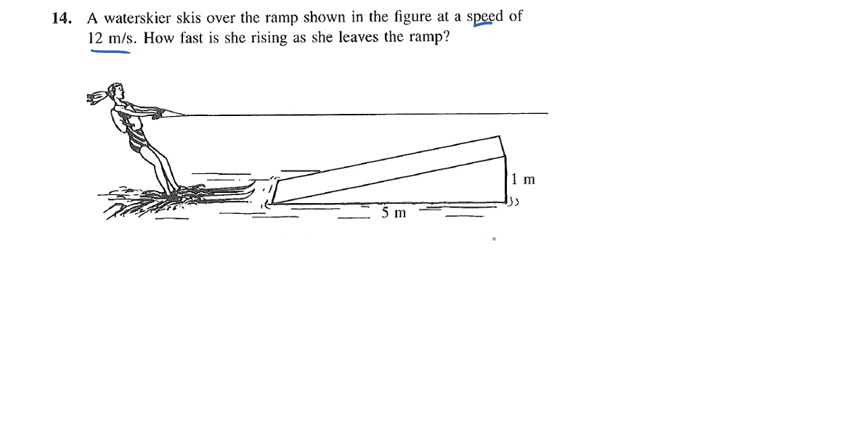 14. A waterskier skis over the ramp shown in the figure at a speed of
12 m/s. How fast is she rising as she leaves the ramp?
1 m
5 m